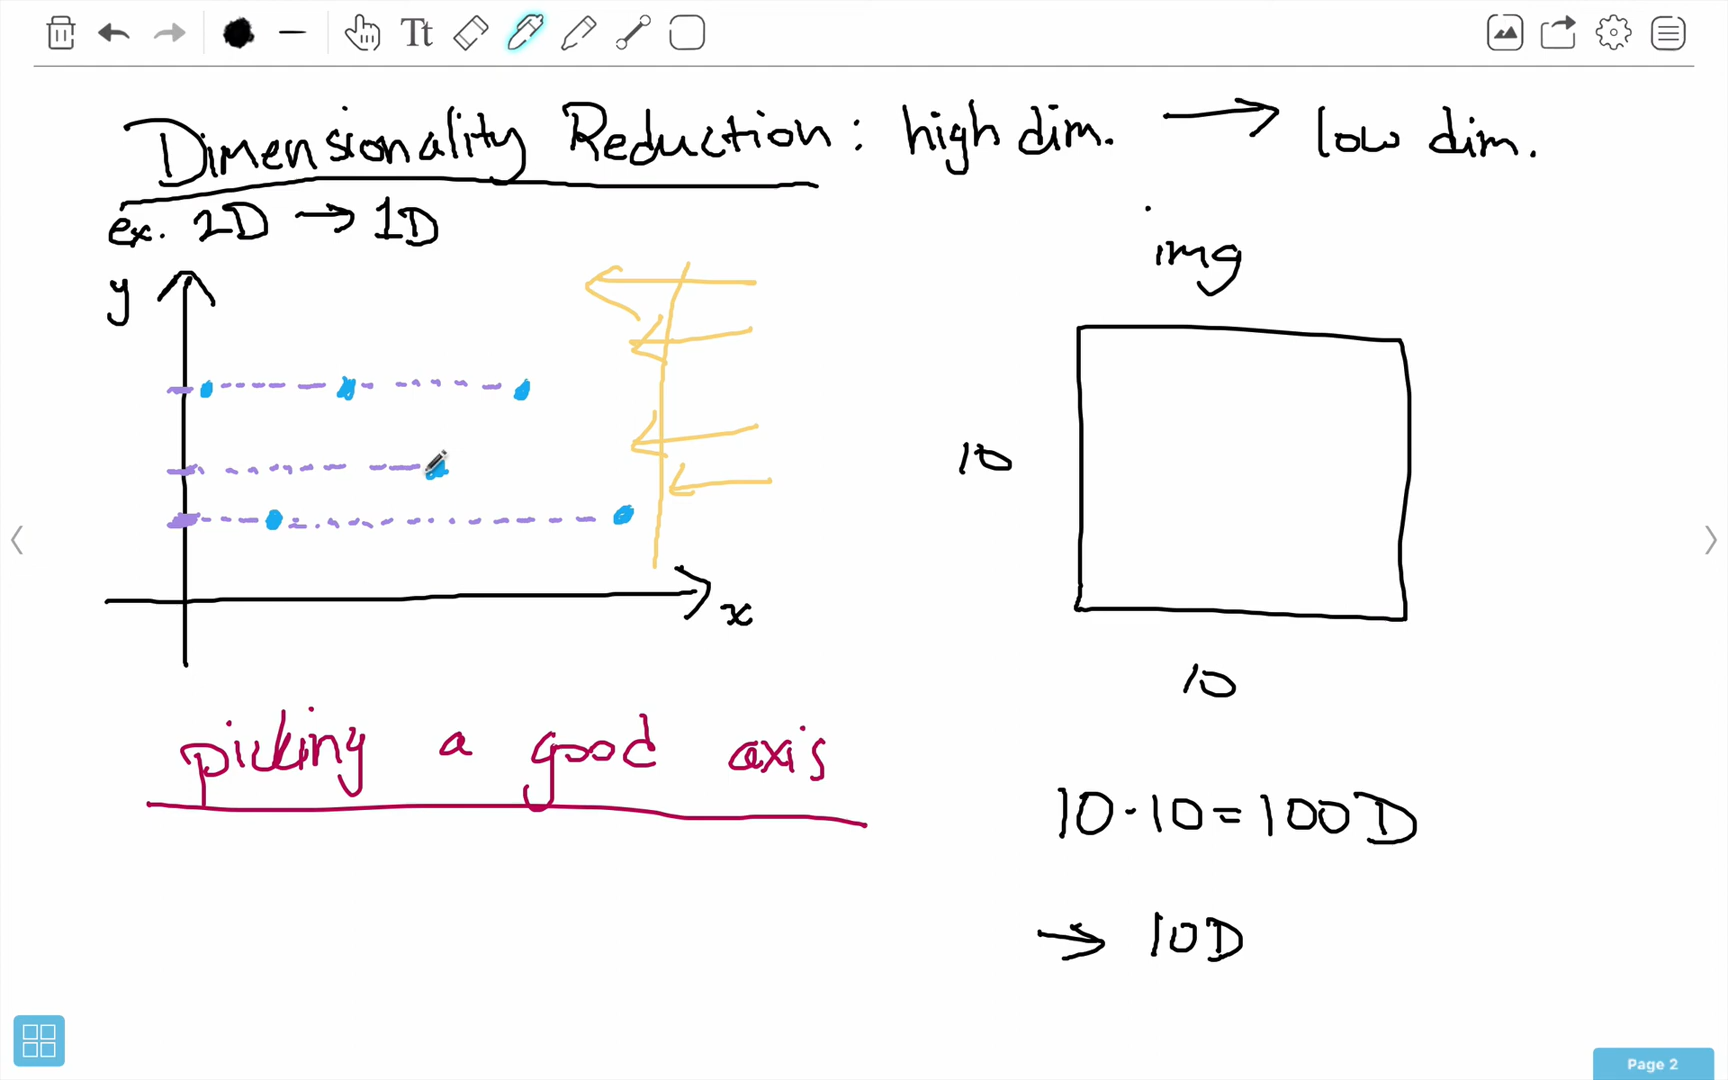 Tt
Dimensionality Reduction: high dim. → low dim.
ex. 2D → 1D
img
y
10
x
10
picking a good axis
10·10=100D
→ 10D
Page 2